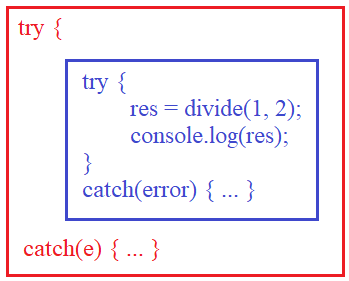 try {
try {
res = divide(1, 2);
console.log(res);
}
catch(error) { ... }
catch(e) { ... }